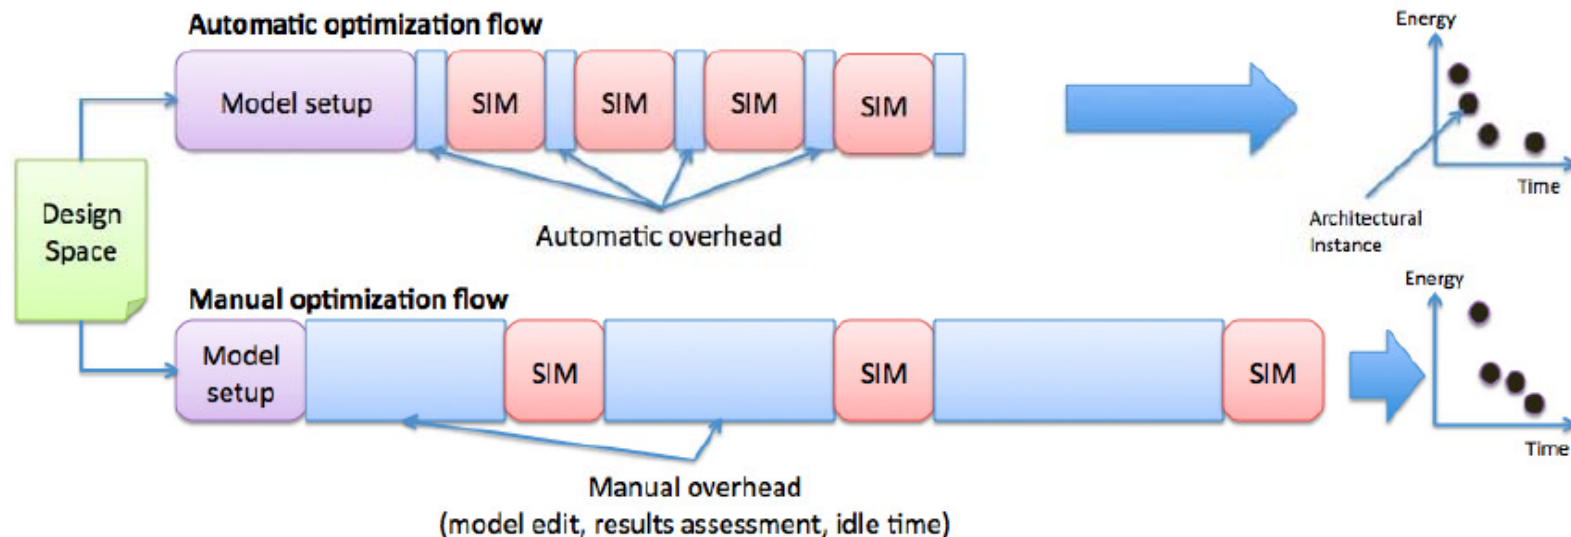 Automatic optimization flow
Model setup
SIM
SIM
SIM
SIM
Automatic overhead
Design
Space
Energy
Time
Architectural
Instance
Manual optimization flow
Model
setup
SIM
SIM
SIM
Manual overhead
(model edit, results assessment, idle time)
Energy
Time